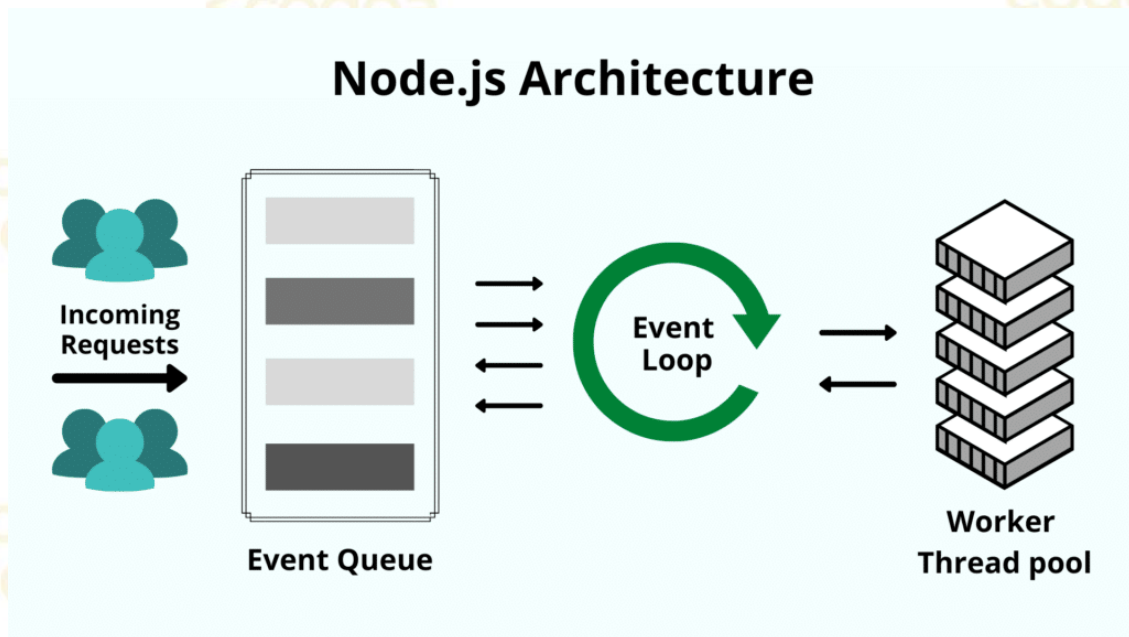 Node.js Architecture
Incoming
Requests
Event Queue
Event
Loop
Worker
Thread pool